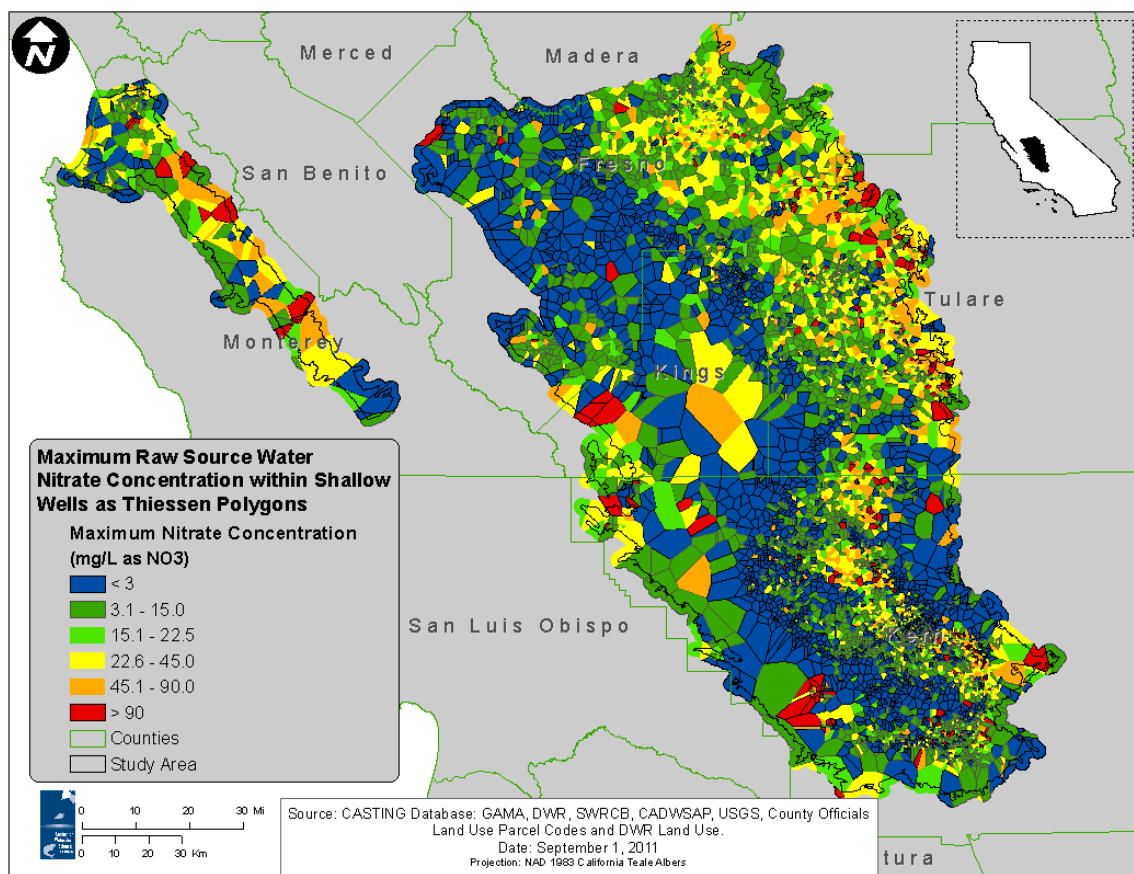 N
Merced
Madera
Fresno
San Benito
Tulare
Monterey
Kings
San Luis Obispo
Kern
Maximum Raw Source Water
Nitrate Concentration within Shallow
Wells as Thiessen Polygons
Maximum Nitrate Concentration
(mg/L as NO3)
< 3
3.1 - 15.0
15.1 - 22.5
22.6 - 45.0
45.1 - 90.0
> 90
Counties
Study Area
0 10 20 30 Mi
0 10 20 30 Km
Source: CASTING Database: GAMA, DWR, SWRCB, CADWSAP, USGS, County Officials
Land Use Parcel Codes and DWR Land Use.
Date: September 1, 2011
Projection: NAD 1983 California Teale Albers
tura